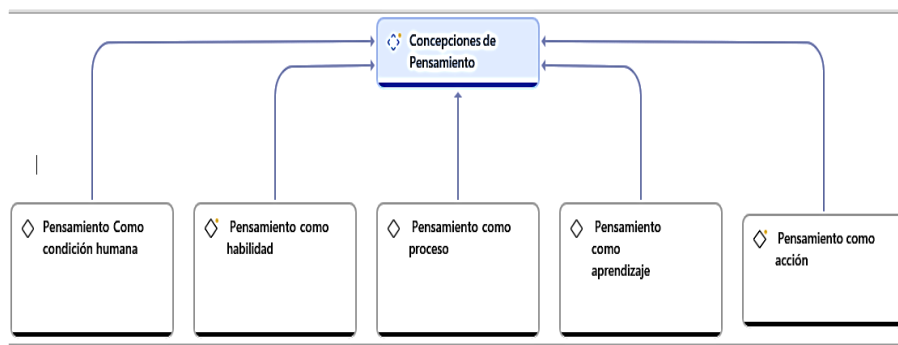 Concepciones de
Pensamiento
Pensamiento Como
condición humana
Pensamiento como
habilidad
Pensamiento como
proceso
Pensamiento
como
aprendizaje
Pensamiento como
acción